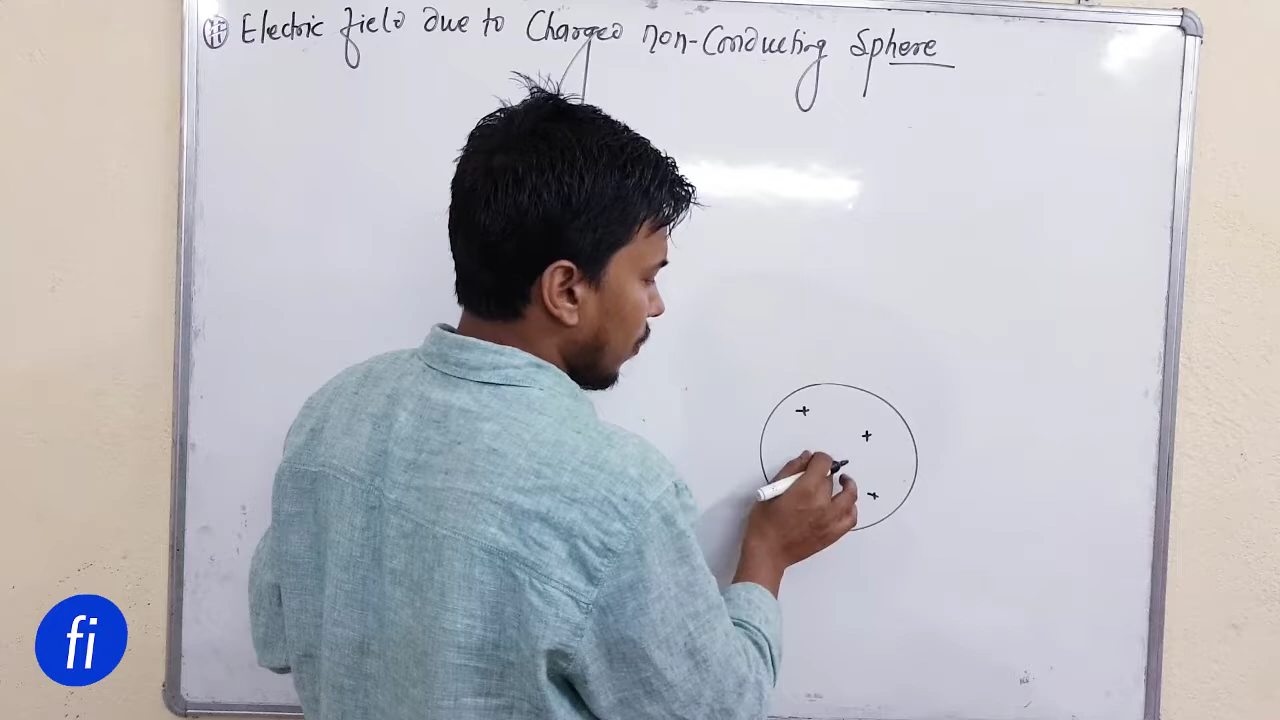 Electric field due to Charged non-Conducting Sphere
+
+
+
fi